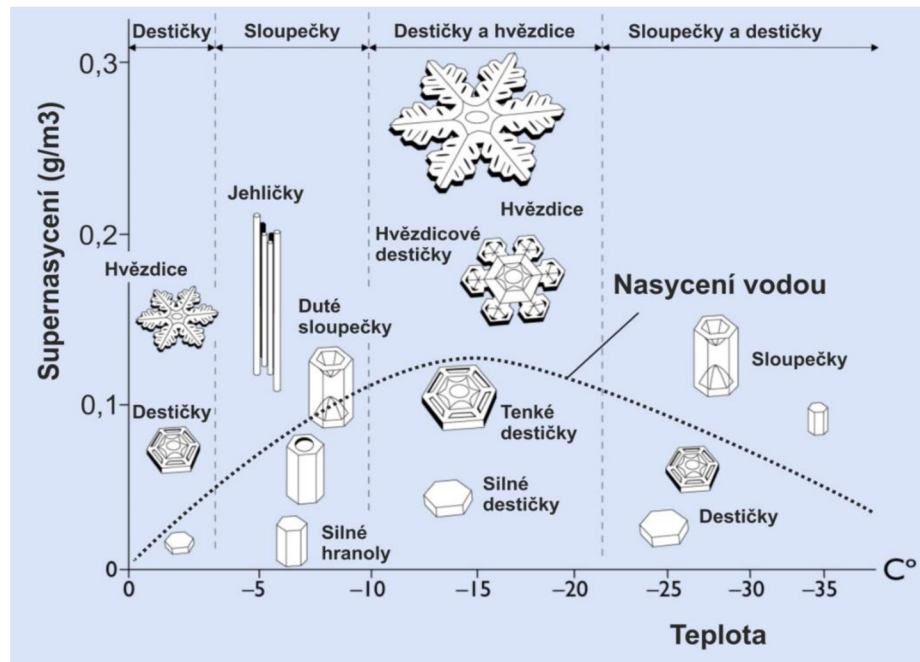 Destičky
Sloupečky
Destičky a hvězdice
Sloupečky a destičky
Supernasycení (g/m3)
0,3
0,2
0,1
0
Hvězdice
Destičky
Jehličky
Duté
sloupečky
Silné
hranoly
Hvězdice
Hvězdicové
destičky
Tenké
destičky
Silné
destičky
Nasycení vodou
Sloupečky
Destičky
0
–5
–10
–15
–20
–25
–30
–35
C°
Teplota